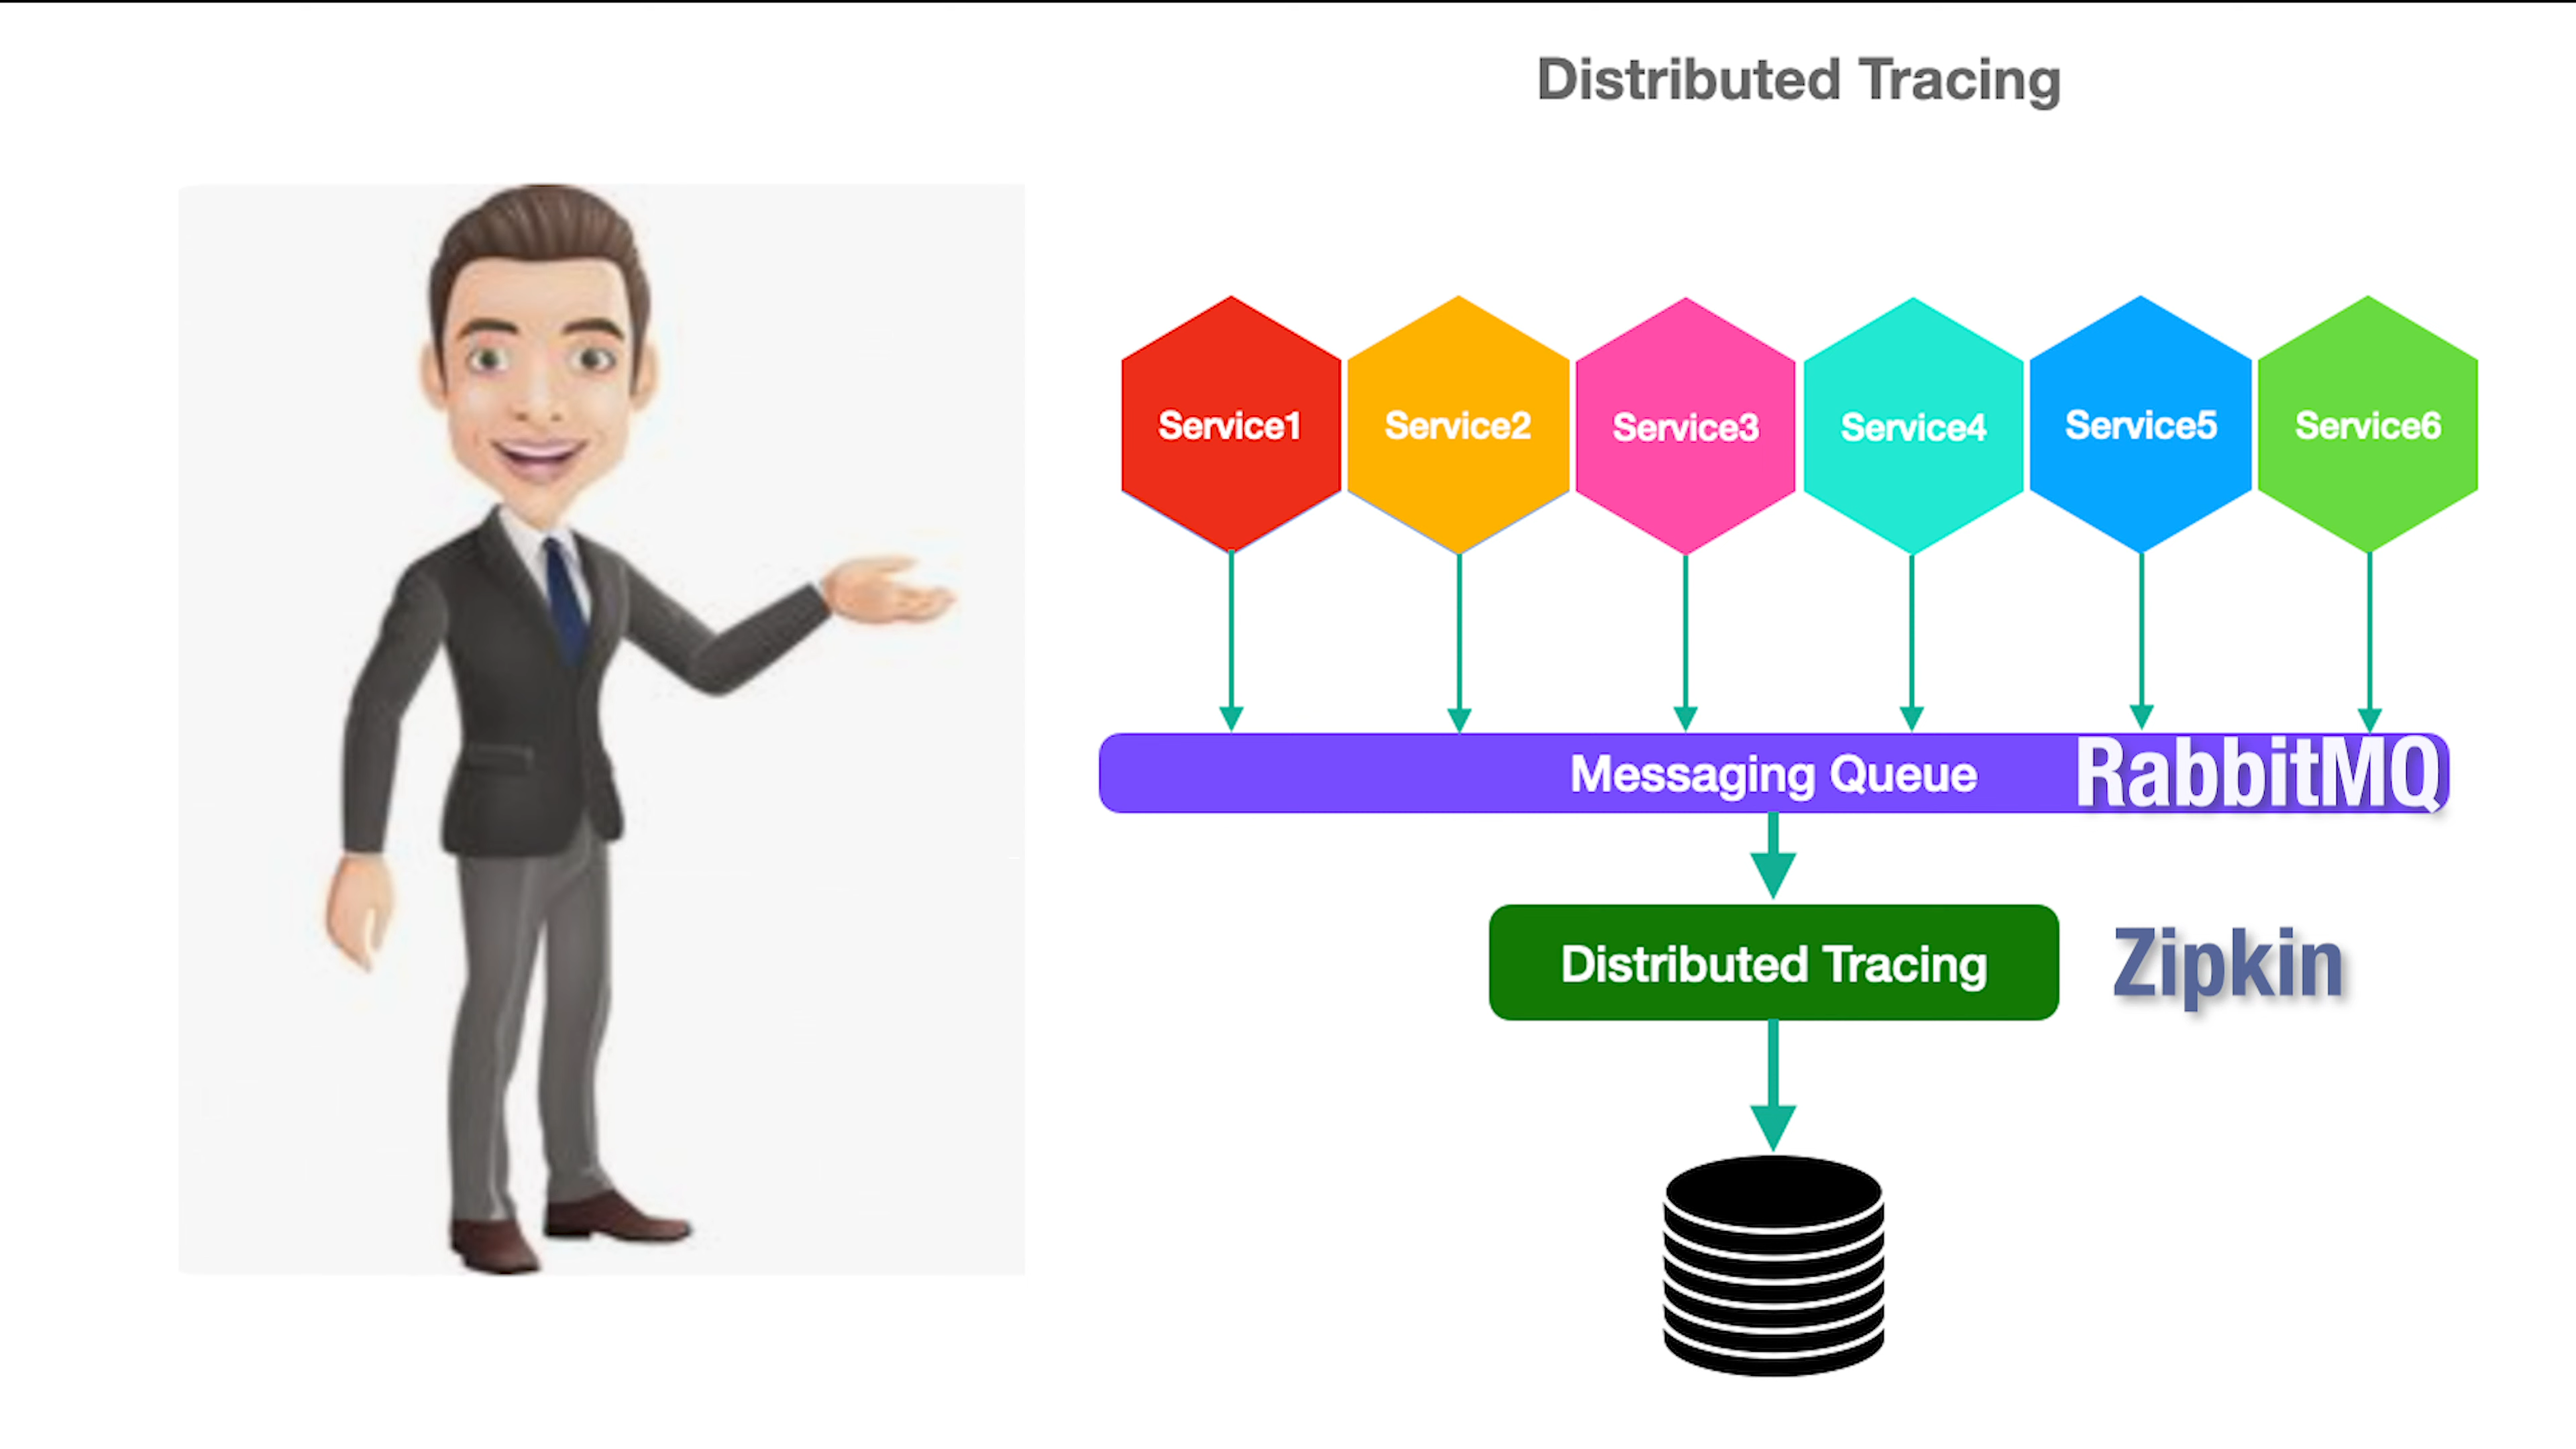 Distributed Tracing
Service1
Service2
Service3
Service4
Service5
Service6
Messaging Queue
RabbitMQ
Distributed Tracing
Zipkin